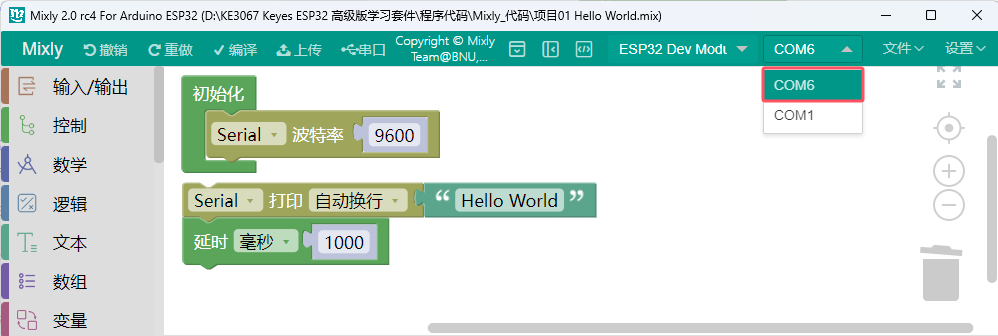 Mixly 2.0 rc4 For Arduino ESP32 (D:\KE3067 Keyes ESP32 高级版学习套件\程序代码\Mixly_代码\项目01 Hello World.mix)
Mixly 撤销 重做 编译 上传 串口 Copyright © Mixly Team@BNU,... ESP32 Dev Modu COM6 文件 设置
COM6
COM1
输入/输出
控制
数学
逻辑
文本
数组
变量
初始化
Serial 波特率 9600
Serial 打印 自动换行 “ Hello World ”
延时 毫秒 1000